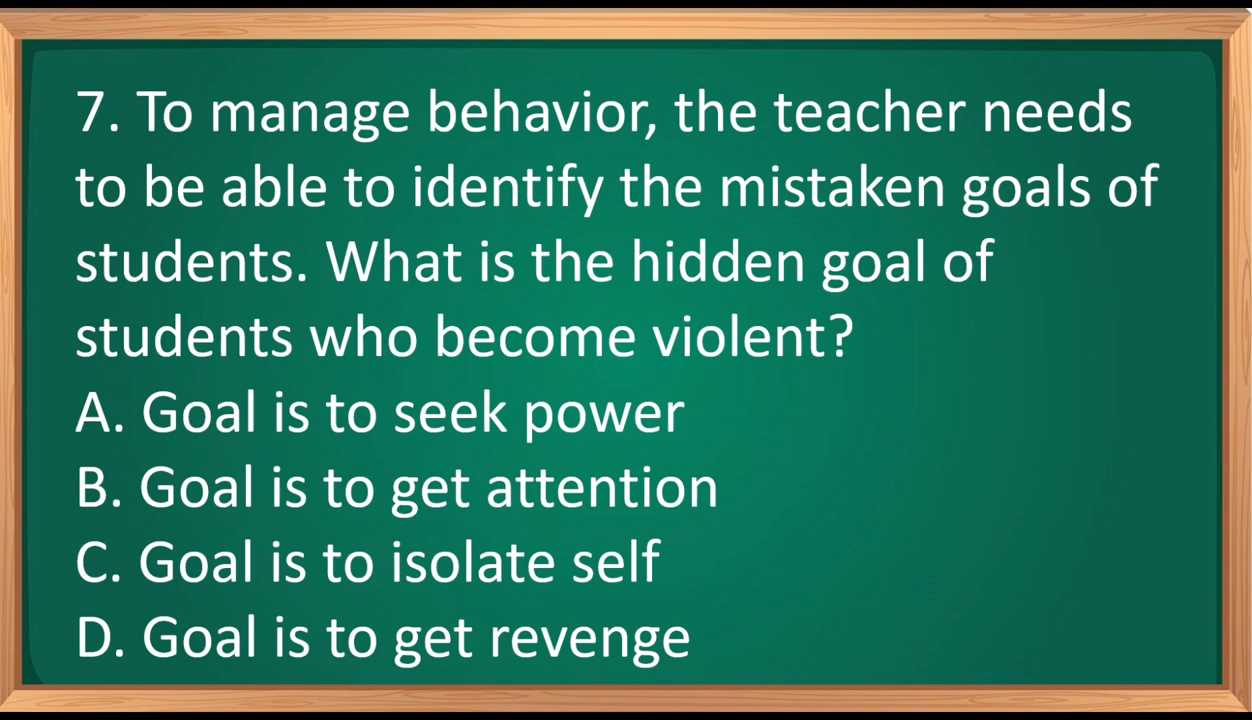 7. To manage behavior, the teacher needs
to be able to identify the mistaken goals of
students. What is the hidden goal of
students who become violent?
A. Goal is to seek power
B. Goal is to get attention
C. Goal is to isolate self
D. Goal is to get revenge